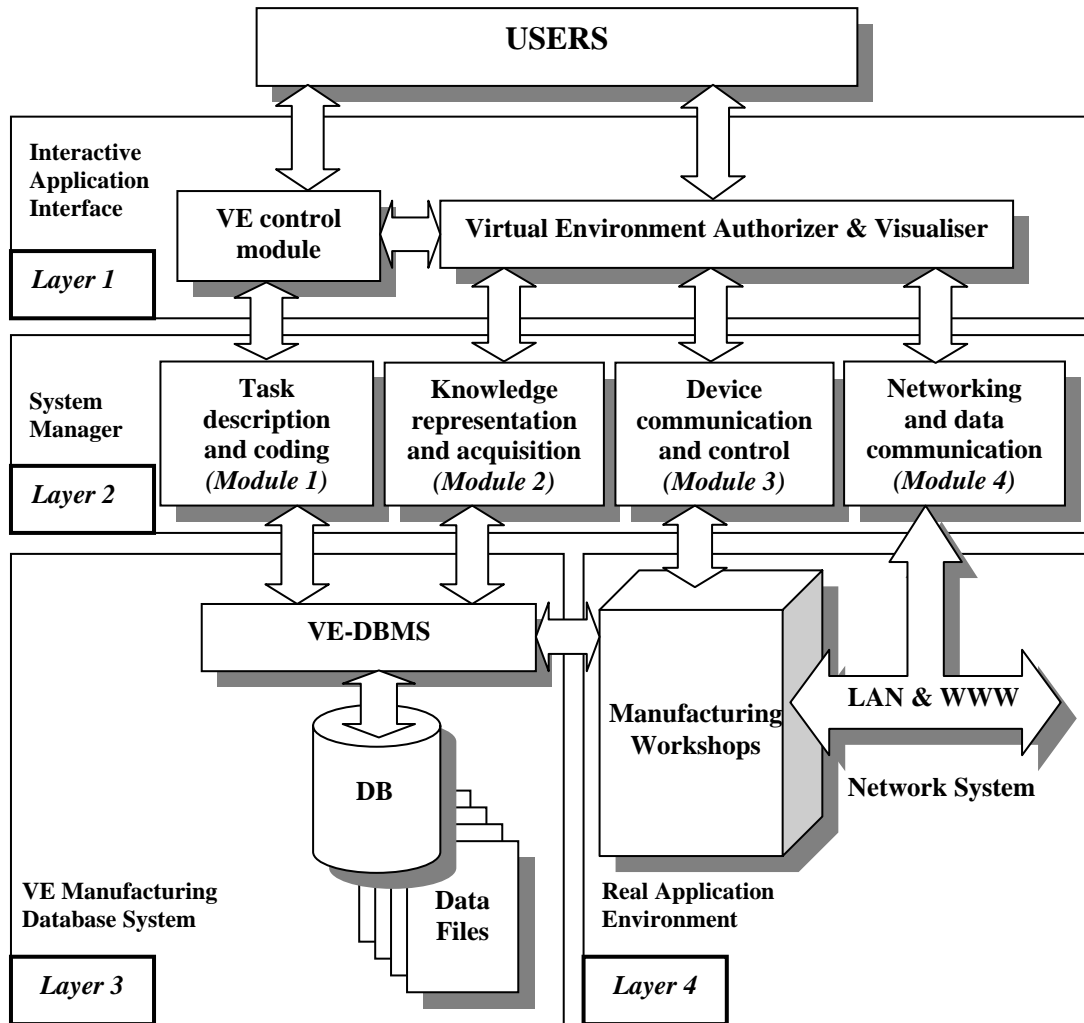 USERS
Interactive
Application
Interface
VE control
module
Virtual Environment Authorizer & Visualiser
Layer 1
System
Manager
Task
description
and coding
(Module 1)
Knowledge
representation
and acquisition
(Module 2)
Device
communication
and control
(Module 3)
Networking
and data
communication
(Module 4)
Layer 2
VE-DBMS
DB
Data
Files
VE Manufacturing
Database System
Layer 3
Manufacturing
Workshops
LAN & WWW
Network System
Real Application
Environment
Layer 4